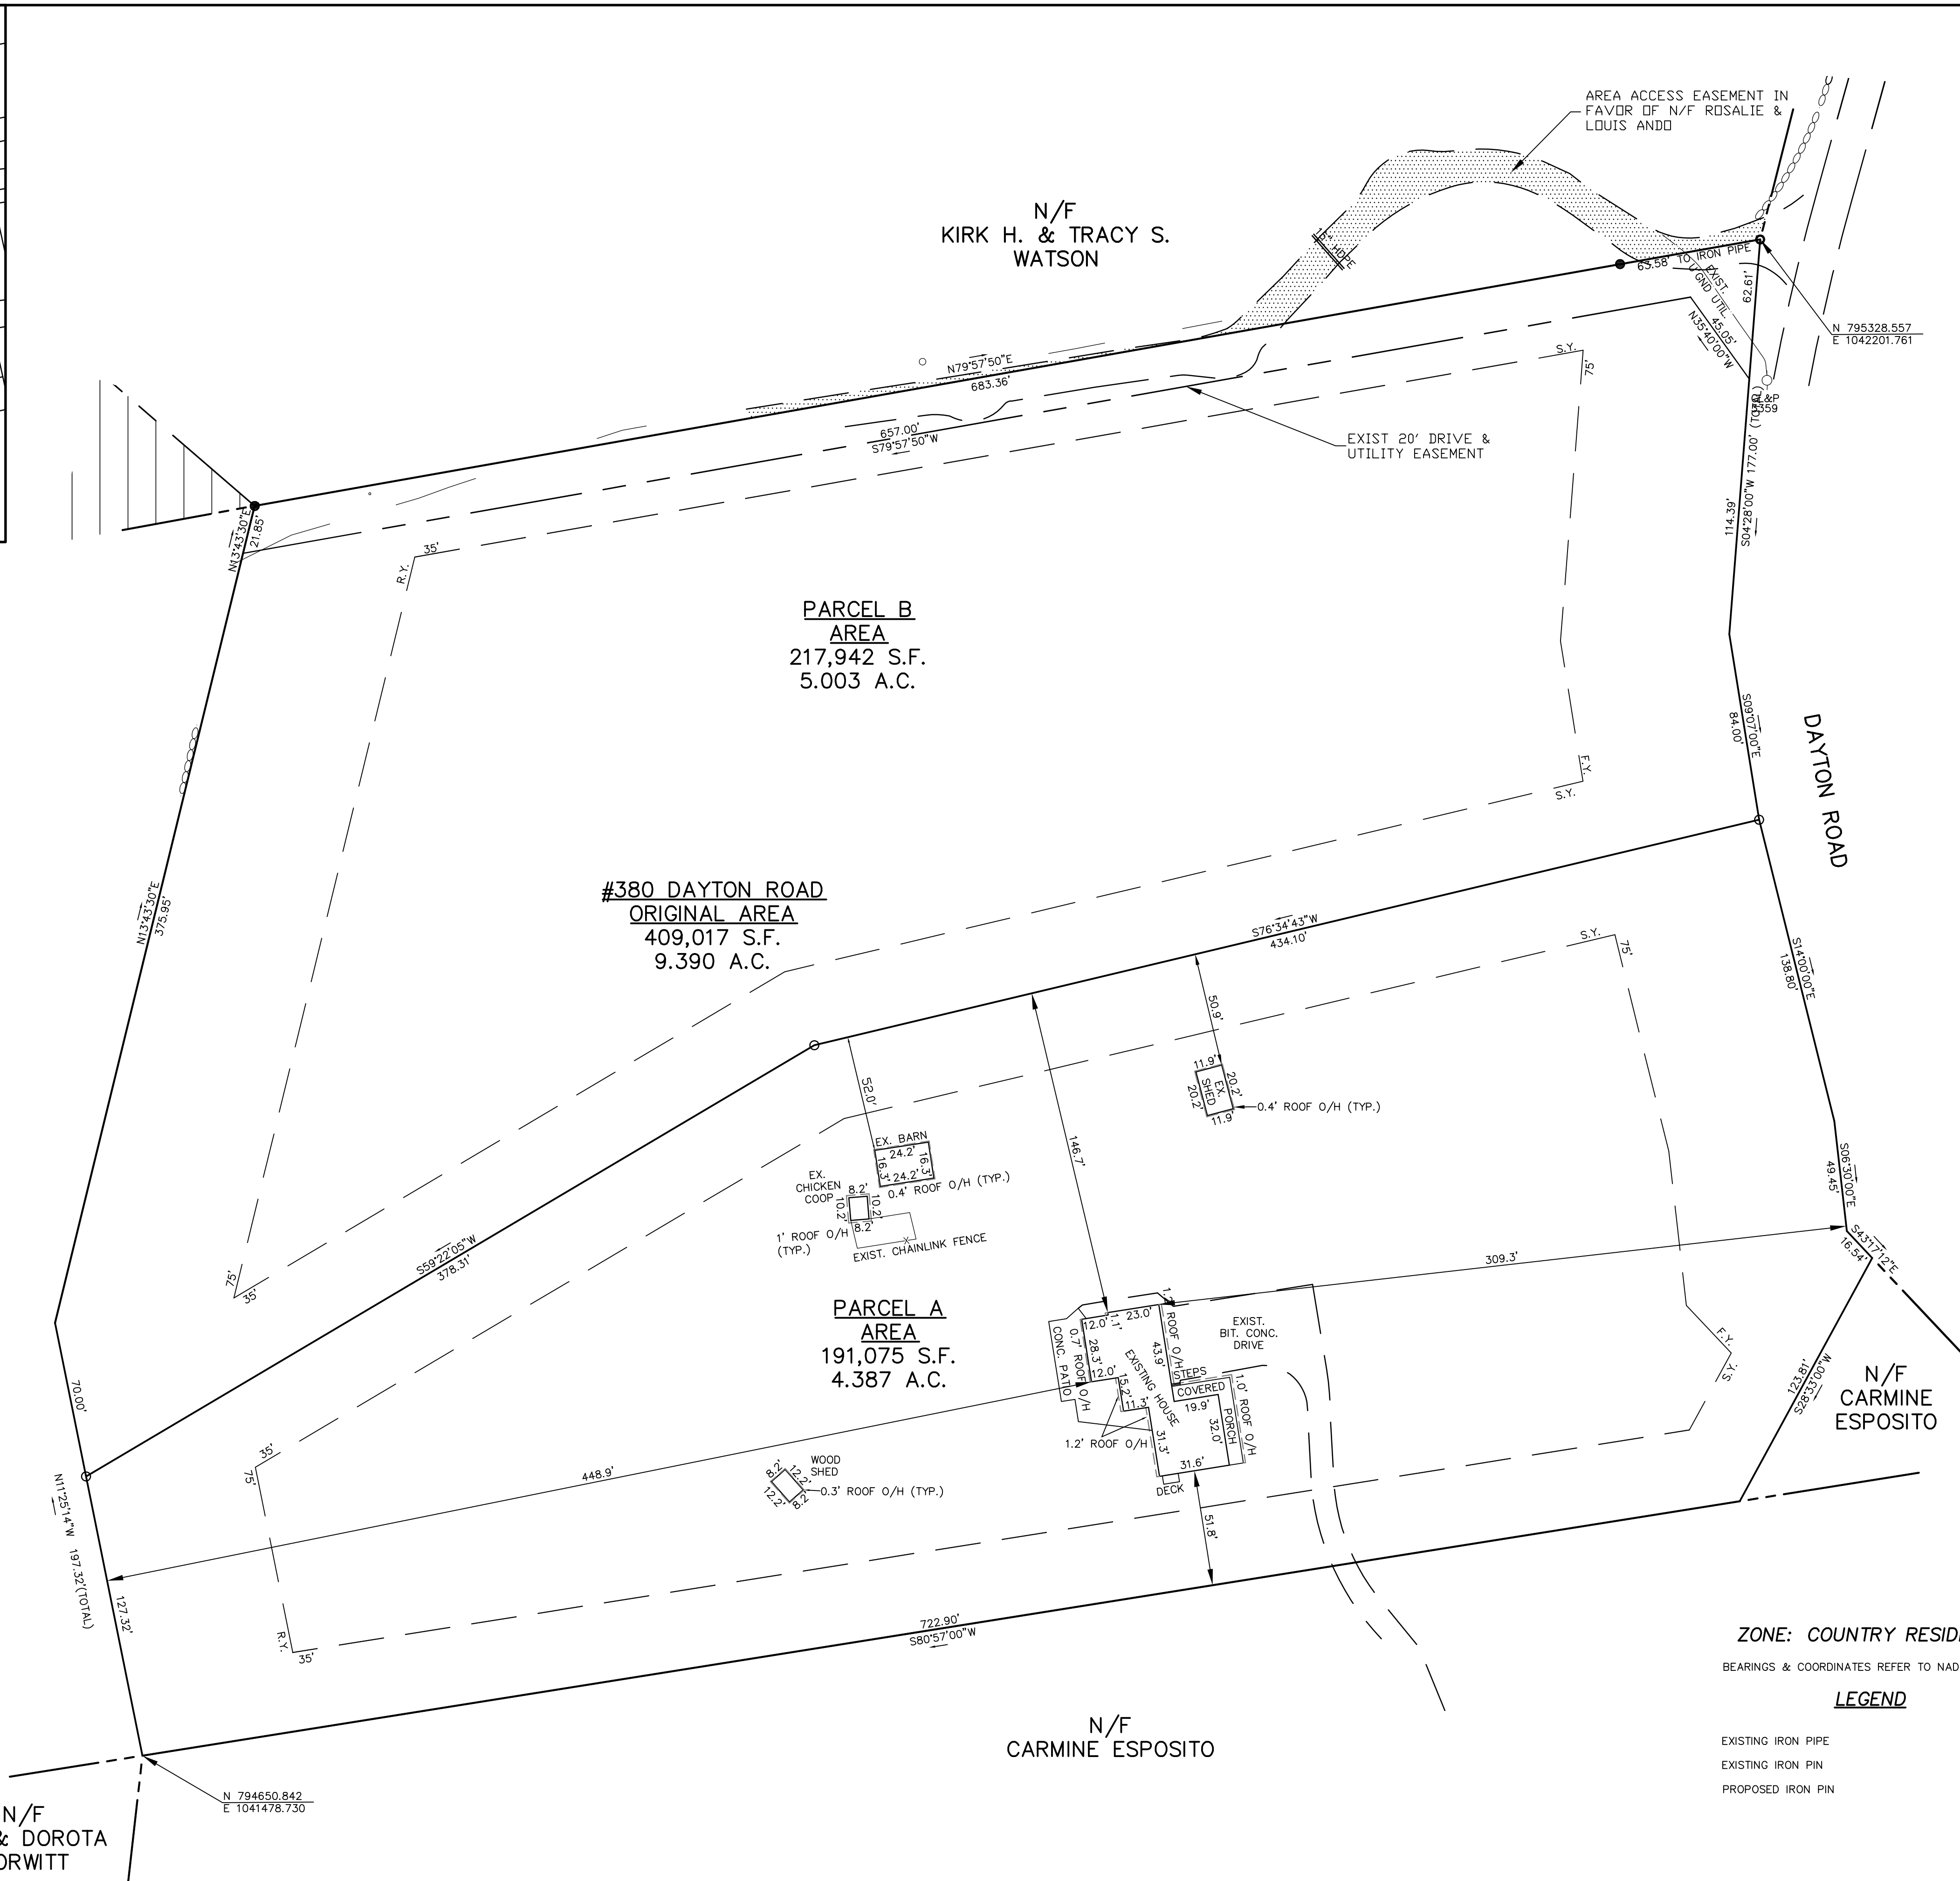 AREA ACCESS EASEMENT IN
FAVOR OF N/F ROSALIE &
LOUIS ANDO
N/F
KIRK H. & TRACY S.
WATSON
15" HDPE
63.58' TO IRON PIPE
EXIST.
U'GND UTIL.
62.61'
45.05'
N35°40'00"W
N 795328.557
E 1042201.761
N79°57'50"E
683.36'
S.Y.
75'
CL&P
3359
657.00'
S79°57'50"W
EXIST 20' DRIVE &
UTILITY EASEMENT
114.39'
S04°28'00"W 177.00' (TOTAL)
N13°43'30"E
21.85'
35'
R.Y.
PARCEL B
AREA
217,942 S.F.
5.003 A.C.
S09°07'00"E
84.00'
DAYTON ROAD
F.Y.
S.Y.
N13°43'30"E
375.95'
#380 DAYTON ROAD
ORIGINAL AREA
409,017 S.F.
9.390 A.C.
S76°34'43"W
434.10'
S.Y.
75'
S14°00'00"E
138.80'
50.9'
52.0'
146.7'
11.9'
20.2'
EX.
SHED
20.2'
11.9'
0.4' ROOF O/H (TYP.)
EX. BARN
24.2'
16.3'
16.3'
24.2'
0.4' ROOF O/H (TYP.)
EX.
CHICKEN
COOP
8.2'
10.2'
10.2'
8.2'
1' ROOF O/H
(TYP.)
X
EXIST. CHAINLINK FENCE
S06°30'00"E
49.45'
S43°17'12"E
16.54'
309.3'
S59°22'05"W
378.31'
75'
35'
PARCEL A
AREA
191,075 S.F.
4.387 A.C.
12.0'
1.1'
23.0'
ROOF O/H
CONC. PATIO
0.7' ROOF O/H
28.3'
43.9'
EXISTING HOUSE
12.0'
15.2'
11.3'
STEPS
COVERED
PORCH
19.9'
32.0'
1.0' ROOF O/H
31.3'
31.6'
1.2' ROOF O/H
DECK
EXIST.
BIT. CONC.
DRIVE
F.Y.
S.Y.
N/F
CARMINE
ESPOSITO
123.81'
S28°33'00"W
70.00'
35'
75'
448.9'
WOOD
SHED
8.2'
12.2'
12.2'
8.2'
0.3' ROOF O/H (TYP.)
51.8'
N11°25'14"W 197.32'(TOTAL)
127.32'
R.Y.
35'
722.90'
S80°57'00"W
N/F
CARMINE ESPOSITO
N 794650.842
E 1041478.730
N/F
& DOROTA
ORWITT
ZONE: COUNTRY RESID
BEARINGS & COORDINATES REFER TO NAD
LEGEND
EXISTING IRON PIPE
EXISTING IRON PIN
PROPOSED IRON PIN